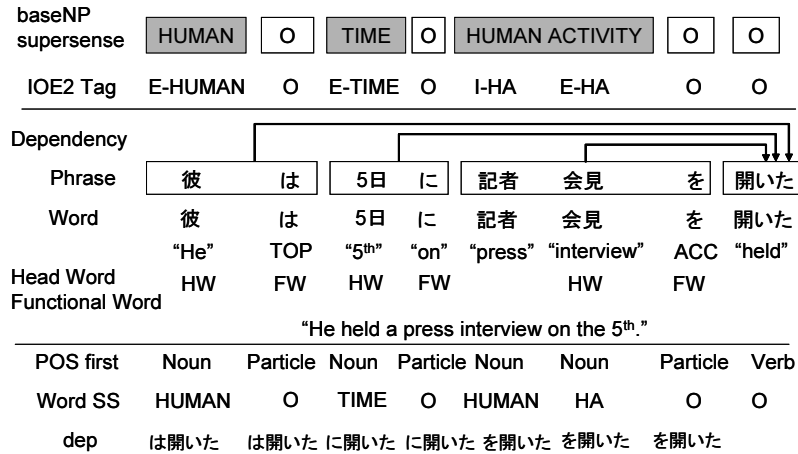 baseNP supersense HUMAN O TIME O HUMAN ACTIVITY O O
IOE2 Tag E-HUMAN O E-TIME O I-HA E-HA O O
Dependency
Phrase 彼 は 5日 に 記者 会見 を 開いた
Word 彼 は 5日 に 記者 会見 を 開いた
“He” TOP “5th” “on” “press” “interview” ACC “held”
Head Word Functional Word HW FW HW FW HW FW
“He held a press interview on the 5th.”
POS first Noun Particle Noun Particle Noun Noun Particle Verb
Word SS HUMAN O TIME O HUMAN HA O O
dep は開いた は開いた に開いた に開いた を開いた を開いた を開いた